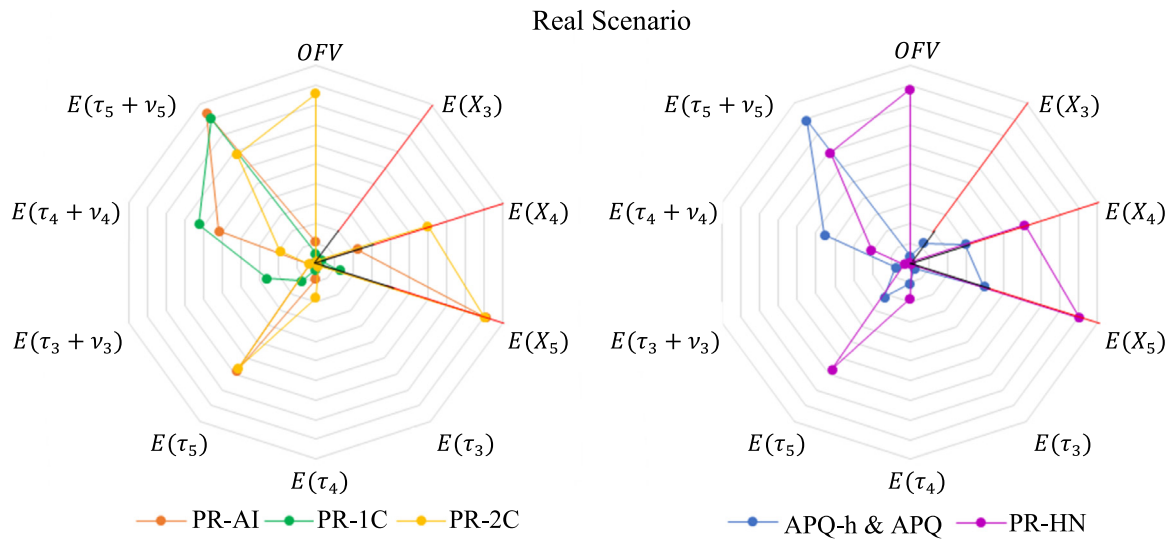 Real Scenario
OFV
E(X₃)
E(X₄)
E(X₅)
E(τ₃)
E(τ₄)
E(τ₅)
E(τ₃ + ν₃)
E(τ₄ + ν₄)
E(τ₅ + ν₅)
PR-AI PR-1C PR-2C
OFV
E(X₃)
E(X₄)
E(X₅)
E(τ₃)
E(τ₄)
E(τ₅)
E(τ₃ + ν₃)
E(τ₄ + ν₄)
E(τ₅ + ν₅)
APQ-h & APQ PR-HN